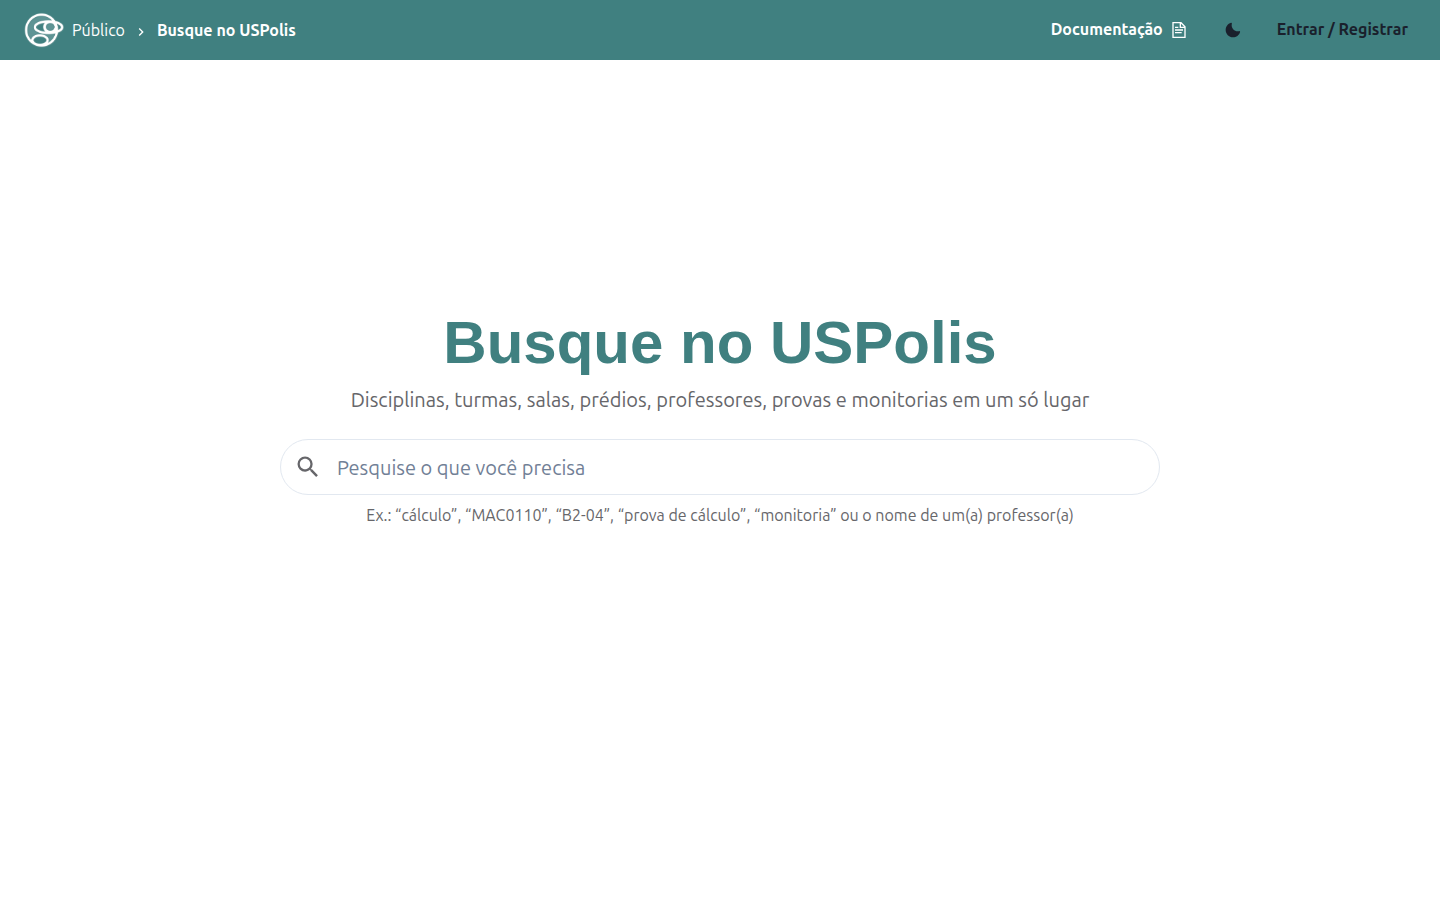 Público › Busque no USPolis
Documentação
Entrar / Registrar
Busque no USPolis
Disciplinas, turmas, salas, prédios, professores, provas e monitorias em um só lugar
Pesquise o que você precisa
Ex.: “cálculo”, “MAC0110”, “B2-04”, “prova de cálculo”, “monitoria” ou o nome de um(a) professor(a)